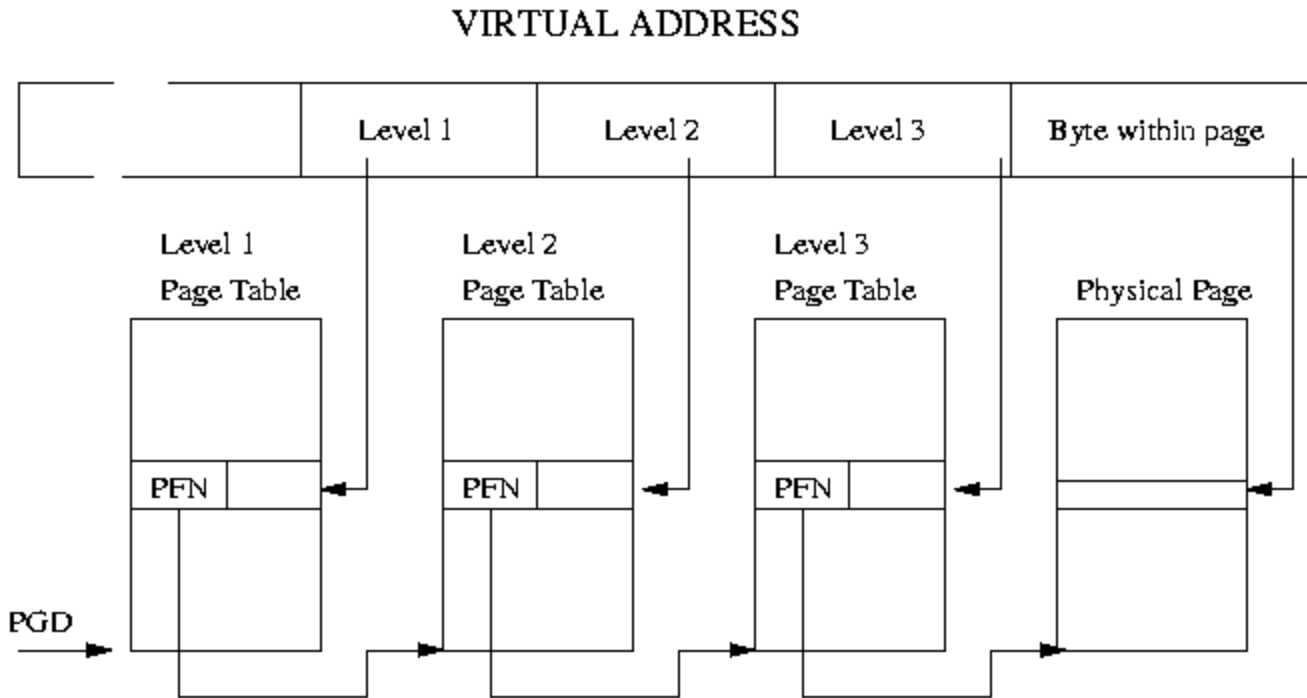 VIRTUAL ADDRESS
Level 1
Level 2
Level 3
Byte within page
Level 1
Page Table
Level 2
Page Table
Level 3
Page Table
Physical Page
PFN
PFN
PFN
PGD